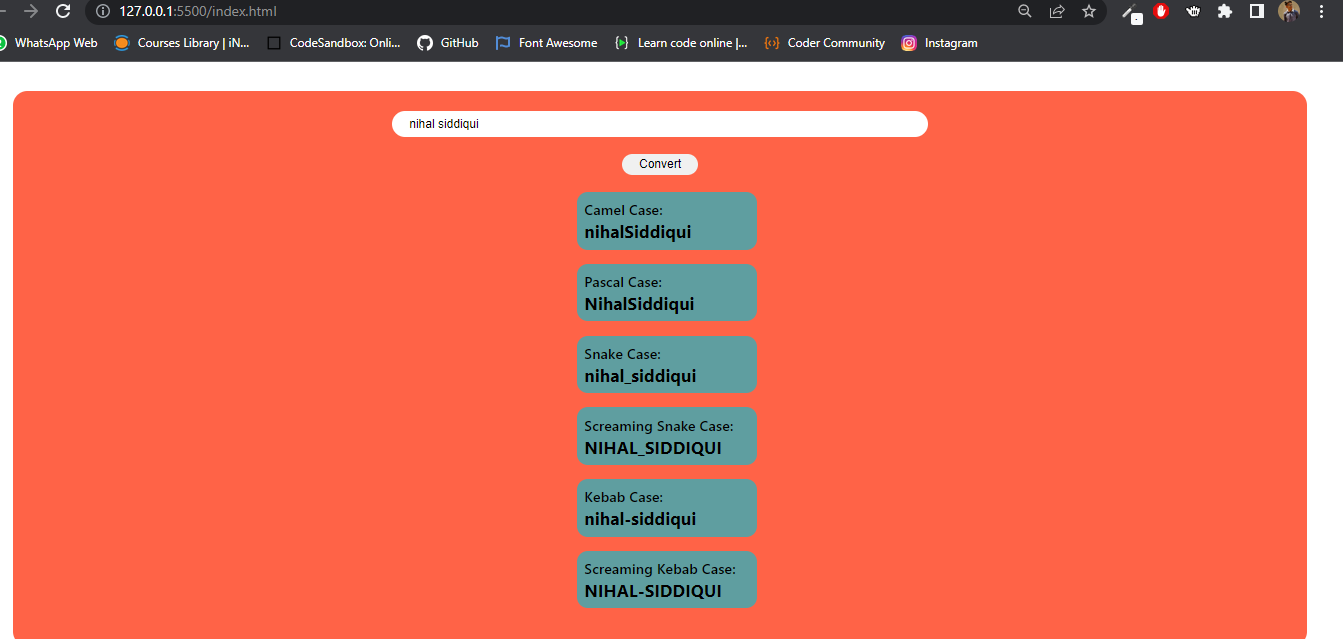 127.0.0.1:5500/index.html
WhatsApp Web Courses Library | iN... CodeSandbox: Onli... GitHub Font Awesome Learn code online |... Coder Community Instagram
nihal siddiqui
Convert
Camel Case:
nihalSiddiqui
Pascal Case:
NihalSiddiqui
Snake Case:
nihal_siddiqui
Screaming Snake Case:
NIHAL_SIDDIQUI
Kebab Case:
nihal-siddiqui
Screaming Kebab Case:
NIHAL-SIDDIQUI